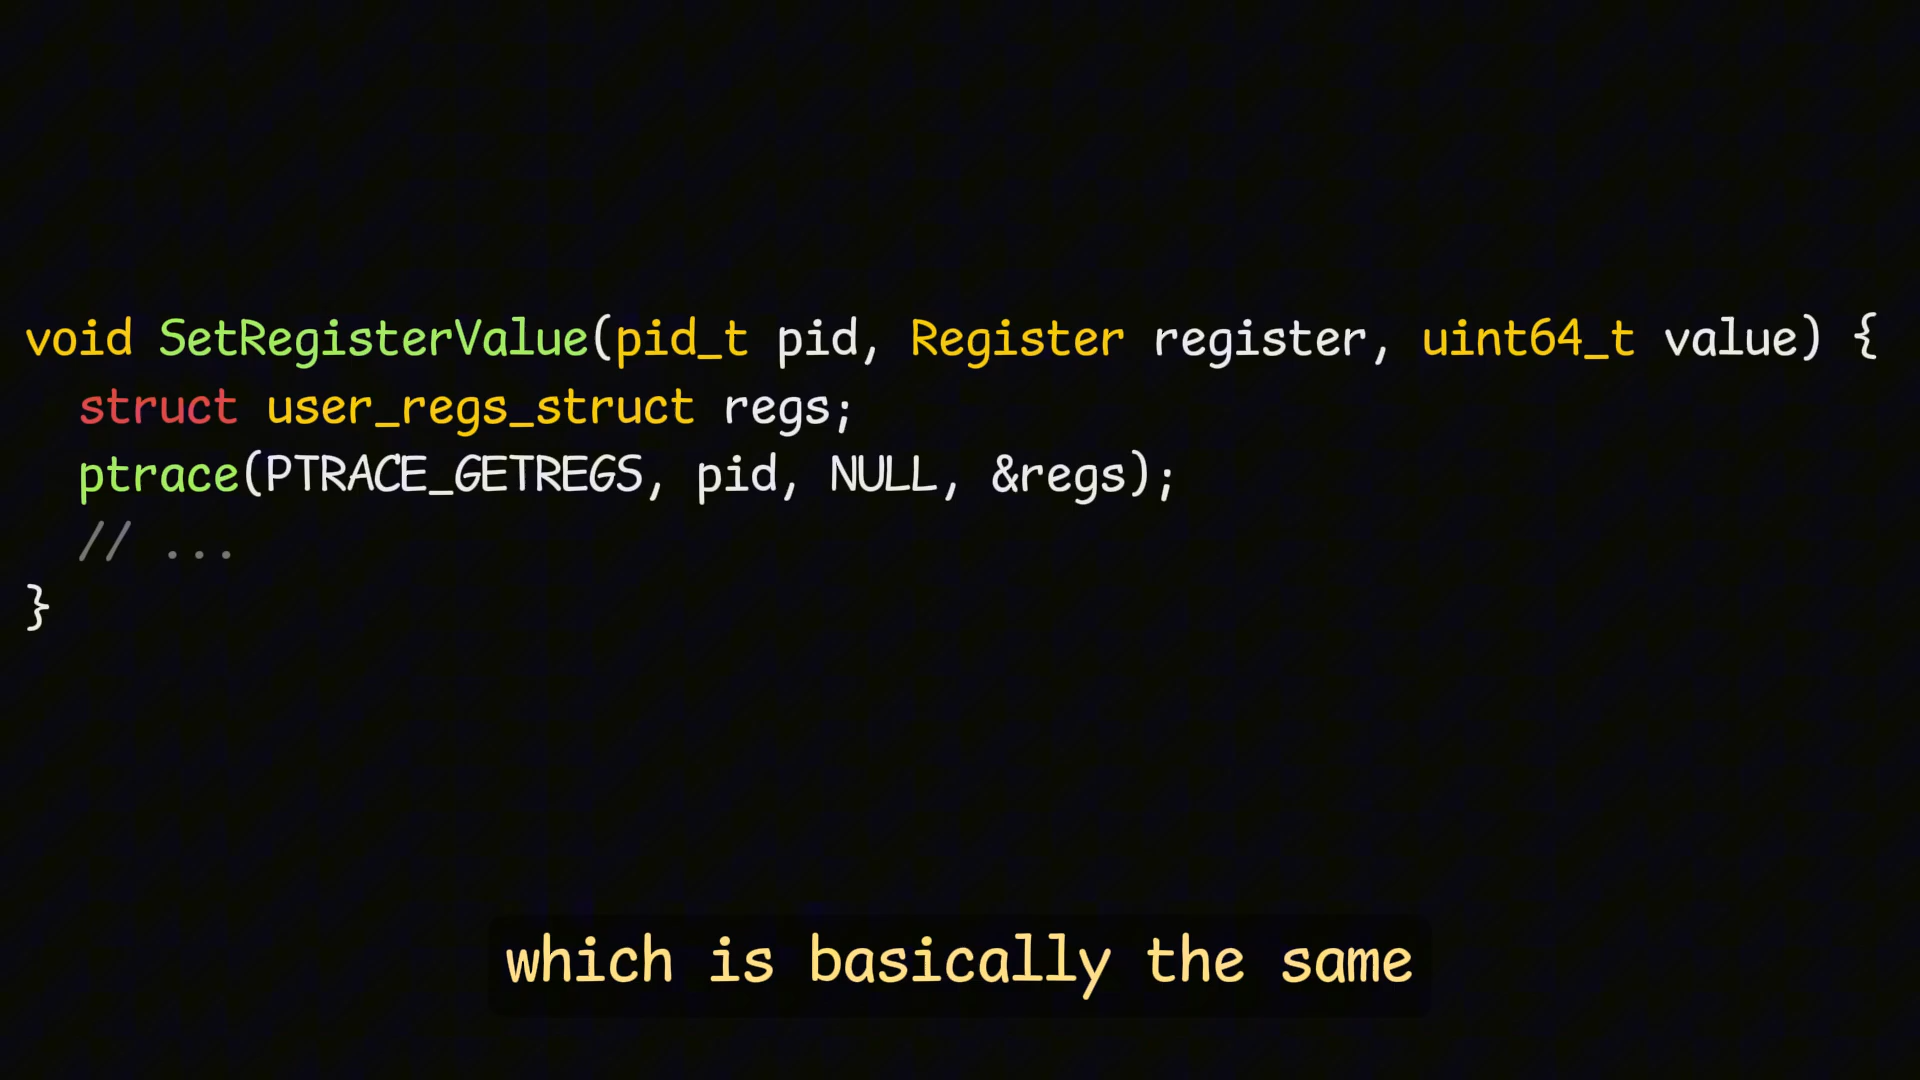 void SetRegisterValue(pid_t pid, Register register, uint64_t value) {
  struct user_regs_struct regs;
  ptrace(PTRACE_GETREGS, pid, NULL, &regs);
  // ...
}
which is basically the same